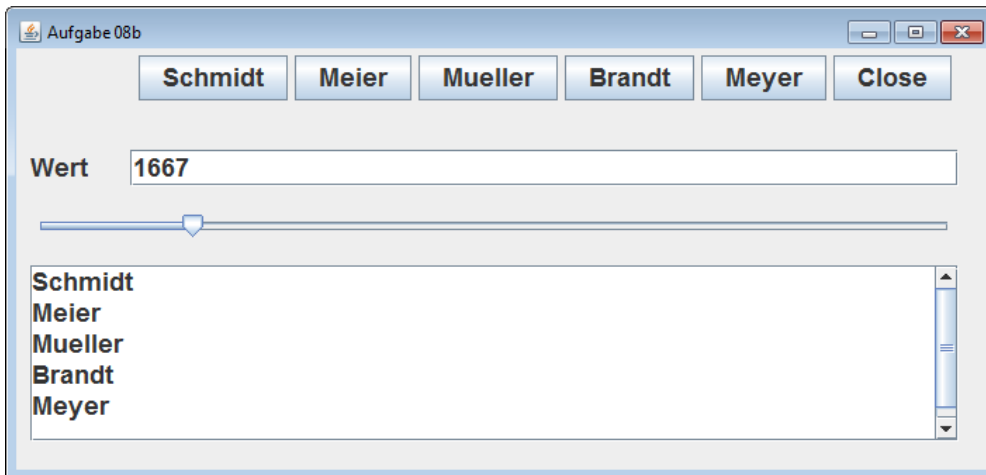 Aufgabe 08b
Schmidt Meier Mueller Brandt Meyer Close
Wert 1667
Schmidt
Meier
Mueller
Brandt
Meyer